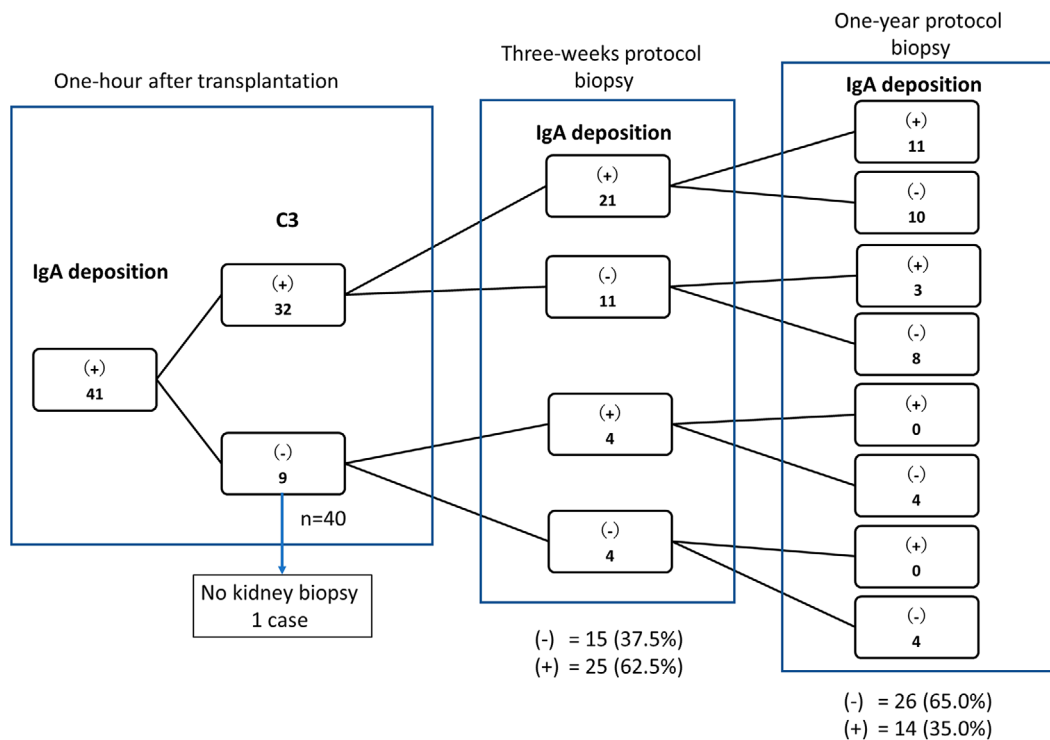 One-hour after transplantation
IgA deposition
(+)
41
C3
(+)
32
(-)
9
n=40
No kidney biopsy
1 case
Three-weeks protocol
biopsy
IgA deposition
(+)
21
(-)
11
(+)
4
(-)
4
(-) = 15 (37.5%)
(+) = 25 (62.5%)
One-year protocol
biopsy
IgA deposition
(+)
11
(-)
10
(+)
3
(-)
8
(+)
0
(-)
4
(+)
0
(-)
4
(-) = 26 (65.0%)
(+) = 14 (35.0%)